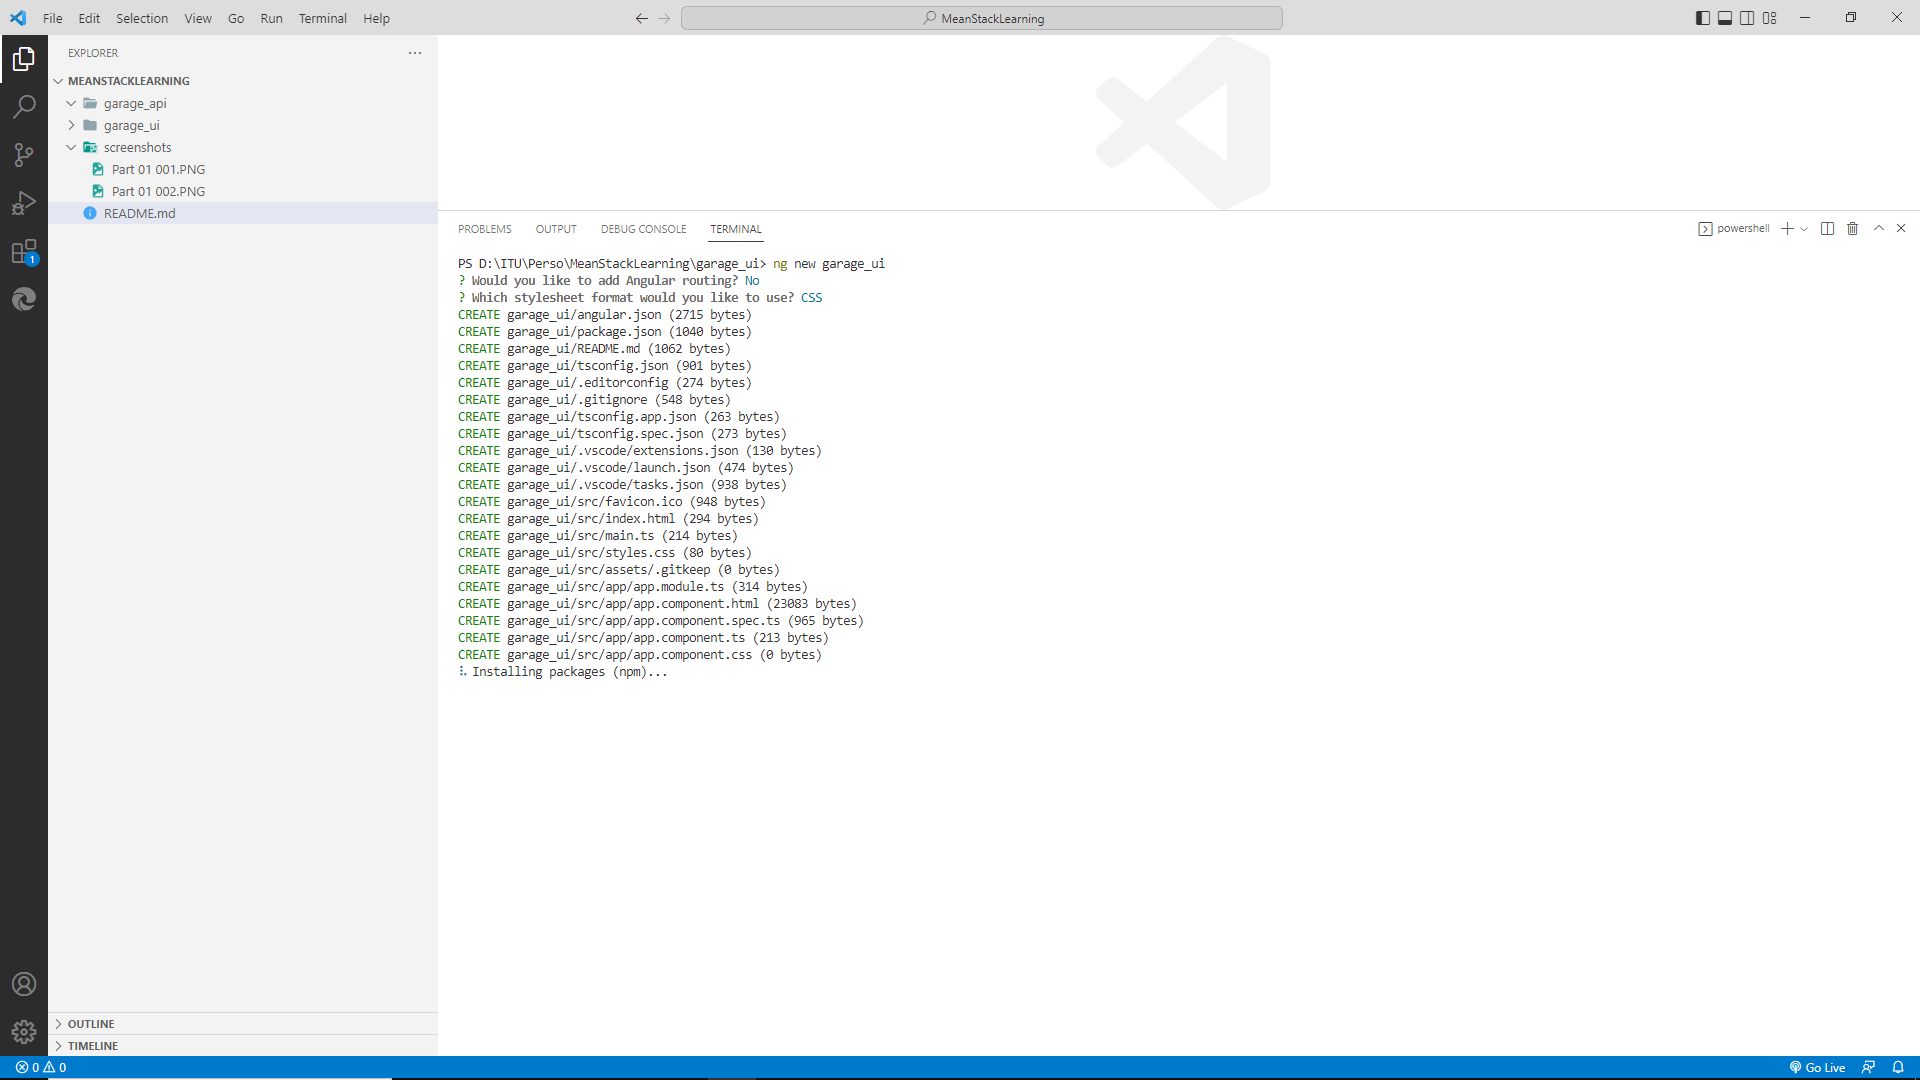 File Edit Selection View Go Run Terminal Help
MeanStackLearning
EXPLORER
MEANSTACKLEARNING
garage_api
garage_ui
screenshots
Part 01 001.PNG
Part 01 002.PNG
README.md
OUTLINE
TIMELINE
PROBLEMS OUTPUT DEBUG CONSOLE TERMINAL
powershell
PS D:\ITU\Perso\MeanStackLearning\garage_ui> ng new garage_ui
? Would you like to add Angular routing? No
? Which stylesheet format would you like to use? CSS
CREATE garage_ui/angular.json (2715 bytes)
CREATE garage_ui/package.json (1040 bytes)
CREATE garage_ui/README.md (1062 bytes)
CREATE garage_ui/tsconfig.json (901 bytes)
CREATE garage_ui/.editorconfig (274 bytes)
CREATE garage_ui/.gitignore (548 bytes)
CREATE garage_ui/tsconfig.app.json (263 bytes)
CREATE garage_ui/tsconfig.spec.json (273 bytes)
CREATE garage_ui/.vscode/extensions.json (130 bytes)
CREATE garage_ui/.vscode/launch.json (474 bytes)
CREATE garage_ui/.vscode/tasks.json (938 bytes)
CREATE garage_ui/src/favicon.ico (948 bytes)
CREATE garage_ui/src/index.html (294 bytes)
CREATE garage_ui/src/main.ts (214 bytes)
CREATE garage_ui/src/styles.css (80 bytes)
CREATE garage_ui/src/assets/.gitkeep (0 bytes)
CREATE garage_ui/src/app/app.module.ts (314 bytes)
CREATE garage_ui/src/app/app.component.html (23083 bytes)
CREATE garage_ui/src/app/app.component.spec.ts (965 bytes)
CREATE garage_ui/src/app/app.component.ts (213 bytes)
CREATE garage_ui/src/app/app.component.css (0 bytes)
Installing packages (npm)...
1
0 0
Go Live